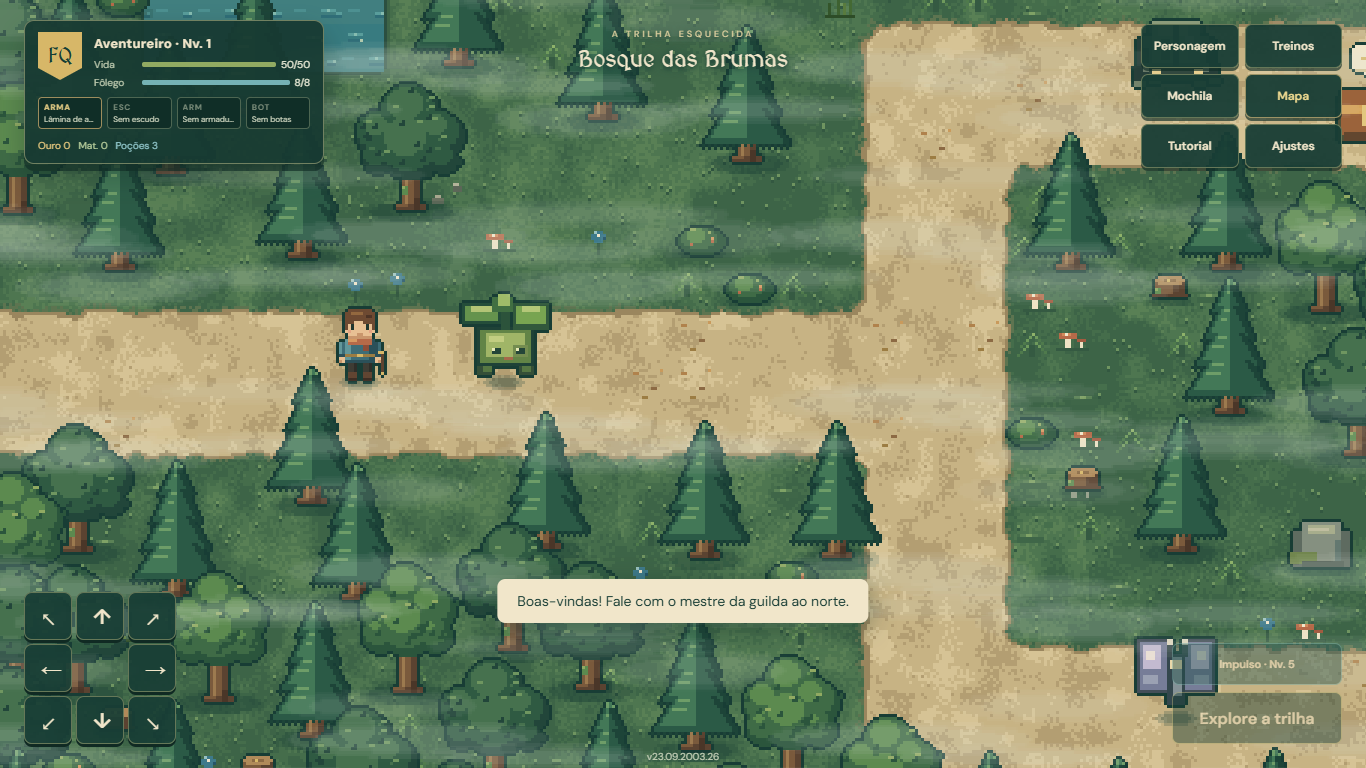 FQ
Aventureiro · Nv. 1
Vida 50/50
Fôlego 8/8
ARMA
Lâmina de a...
ESC
Sem escudo
ARM
Sem armadu...
BOT
Sem botas
Ouro 0 Mat. 0 Poções 3
A TRILHA ESQUECIDA
Bosque das Brumas
Personagem
Treinos
Mochila
Mapa
Tutorial
Ajustes
Boas-vindas! Fale com o mestre da guilda ao norte.
Impulso · Nv. 5
Explore a trilha
v23.09.2003.26